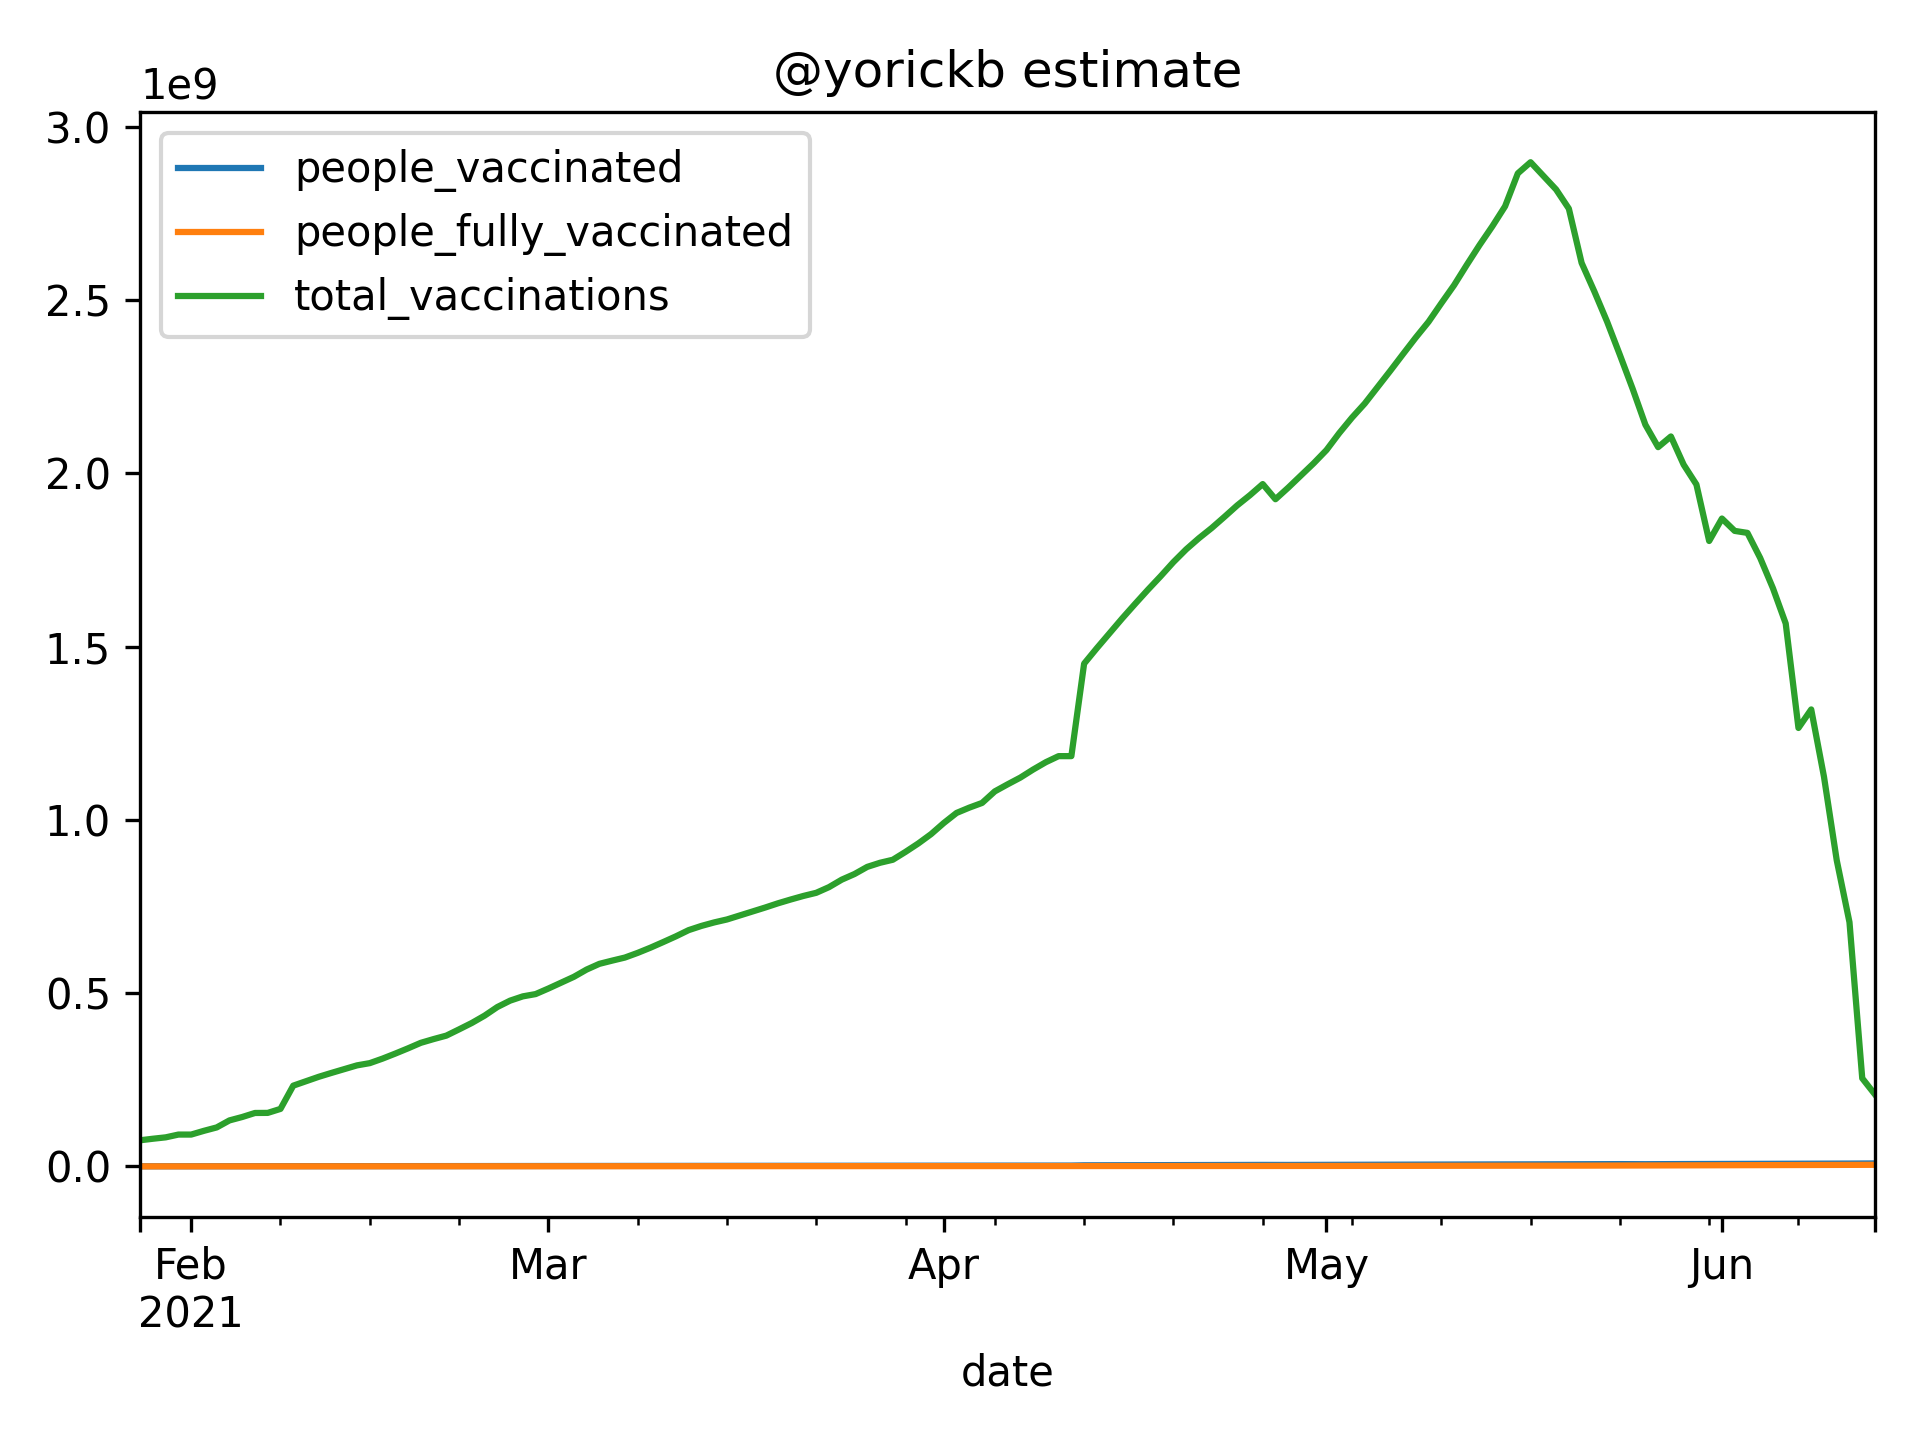 @yorickb estimate
1e9
3.0
people_vaccinated
people_fully_vaccinated
total_vaccinations
2.5
2.0
1.5
1.0
0.5
0.0
Feb Mar Apr May Jun
2021
date